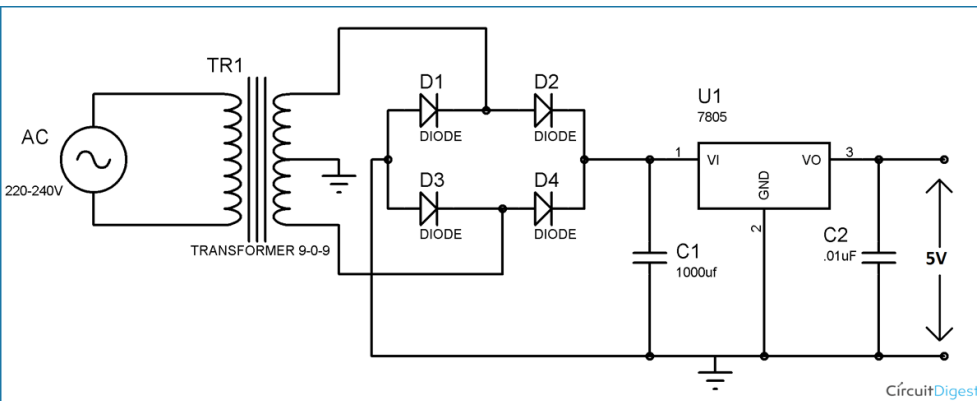 TR1
AC
220-240V
TRANSFORMER 9-0-9
D1
DIODE
D2
DIODE
D3
DIODE
D4
DIODE
U1
7805
1
VI
VO
3
GND
2
C1
1000uf
C2
.01uF
5V
CírcuitDigest